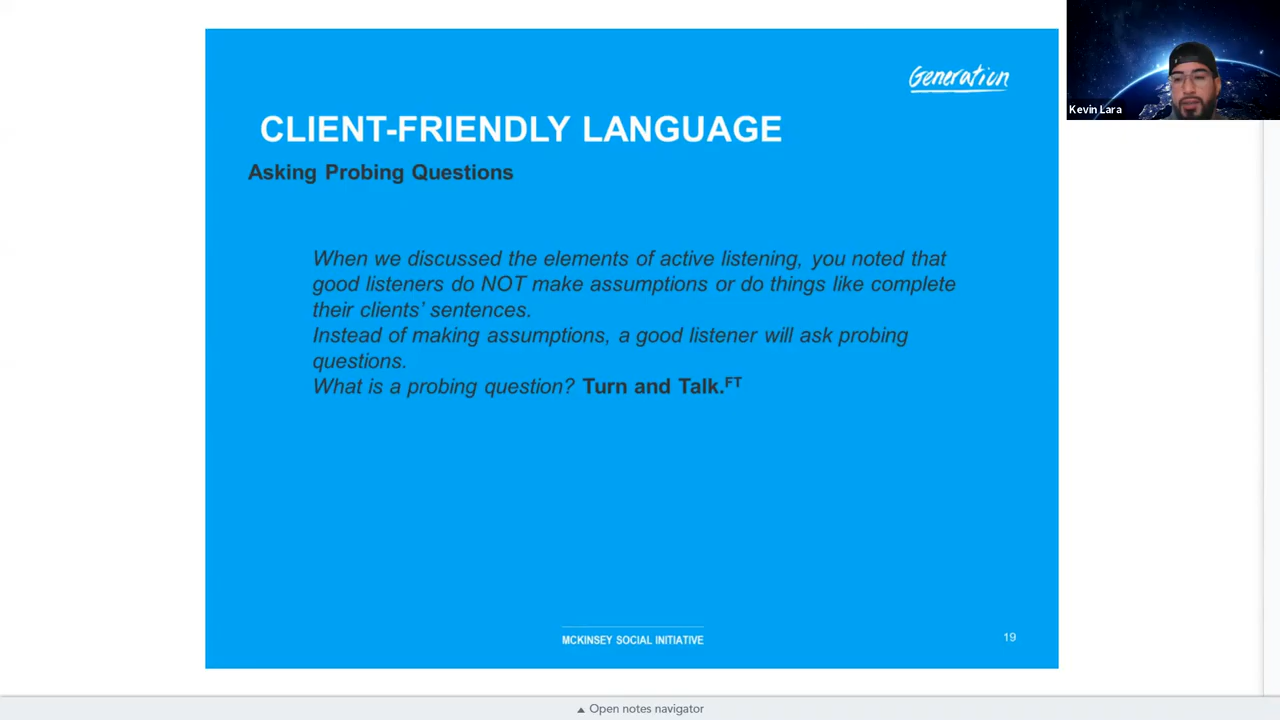 Generation
Kevin Lara
CLIENT-FRIENDLY LANGUAGE
Asking Probing Questions
When we discussed the elements of active listening, you noted that
good listeners do NOT make assumptions or do things like complete
their clients’ sentences.
Instead of making assumptions, a good listener will ask probing
questions.
What is a probing question? Turn and Talk.FT
MCKINSEY SOCIAL INITIATIVE
19
▲ Open notes navigator